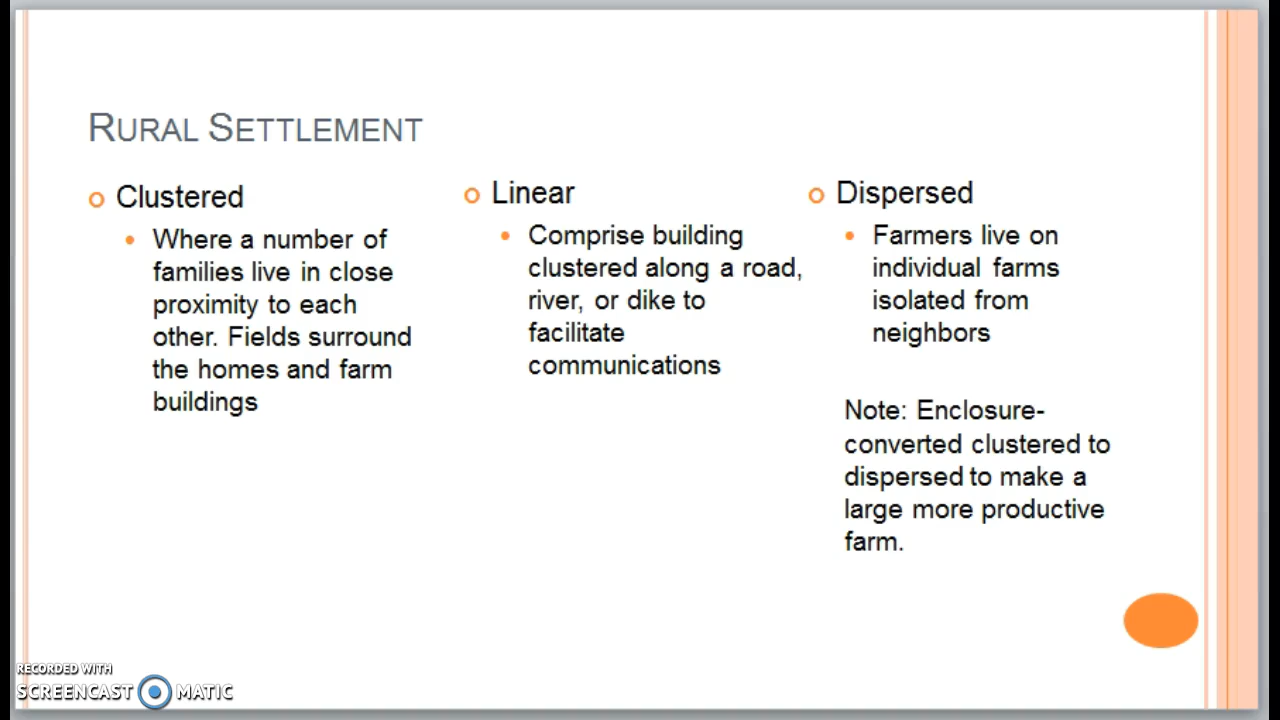 RURAL SETTLEMENT
Clustered
Where a number of
families live in close
proximity to each
other. Fields surround
the homes and farm
buildings
Linear
Comprise building
clustered along a road,
river, or dike to
facilitate
communications
Dispersed
Farmers live on
individual farms
isolated from
neighbors
Note: Enclosure-
converted clustered to
dispersed to make a
large more productive
farm.
RECORDED WITH
SCREENCAST MATIC